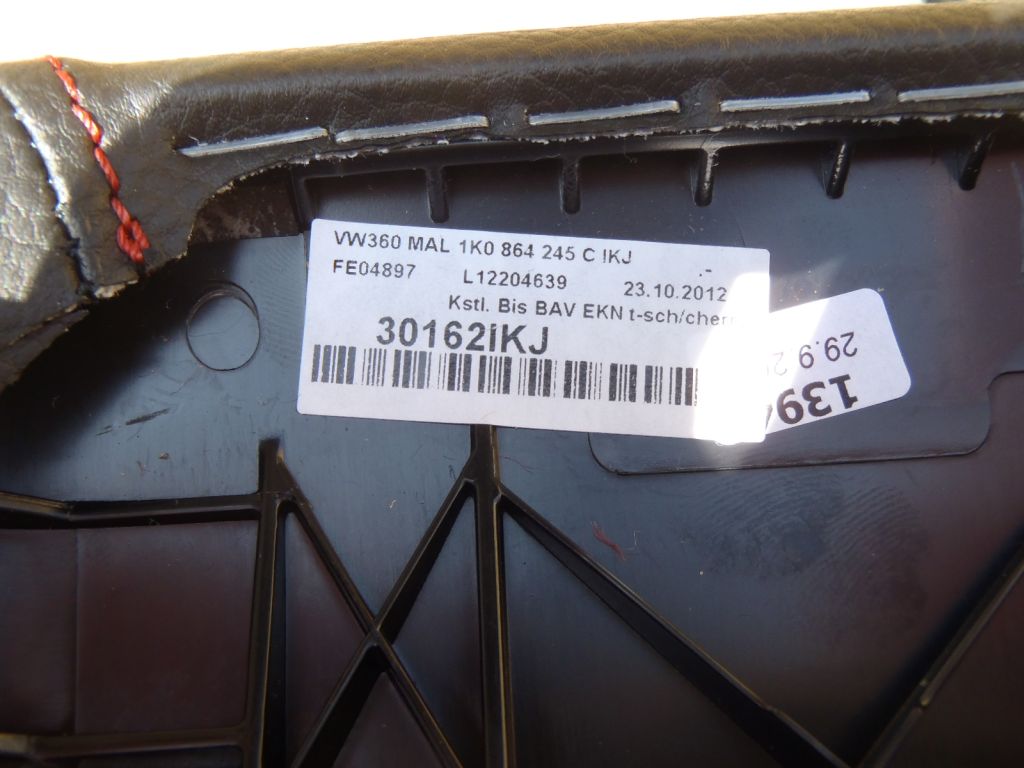 VW360 MAL 1K0 864 245 C IKJ
FE04897 L12204639 23.10.2012
Kstl. Bis BAV EKN t-sch/cherr
30162IKJ
29.9.2
139